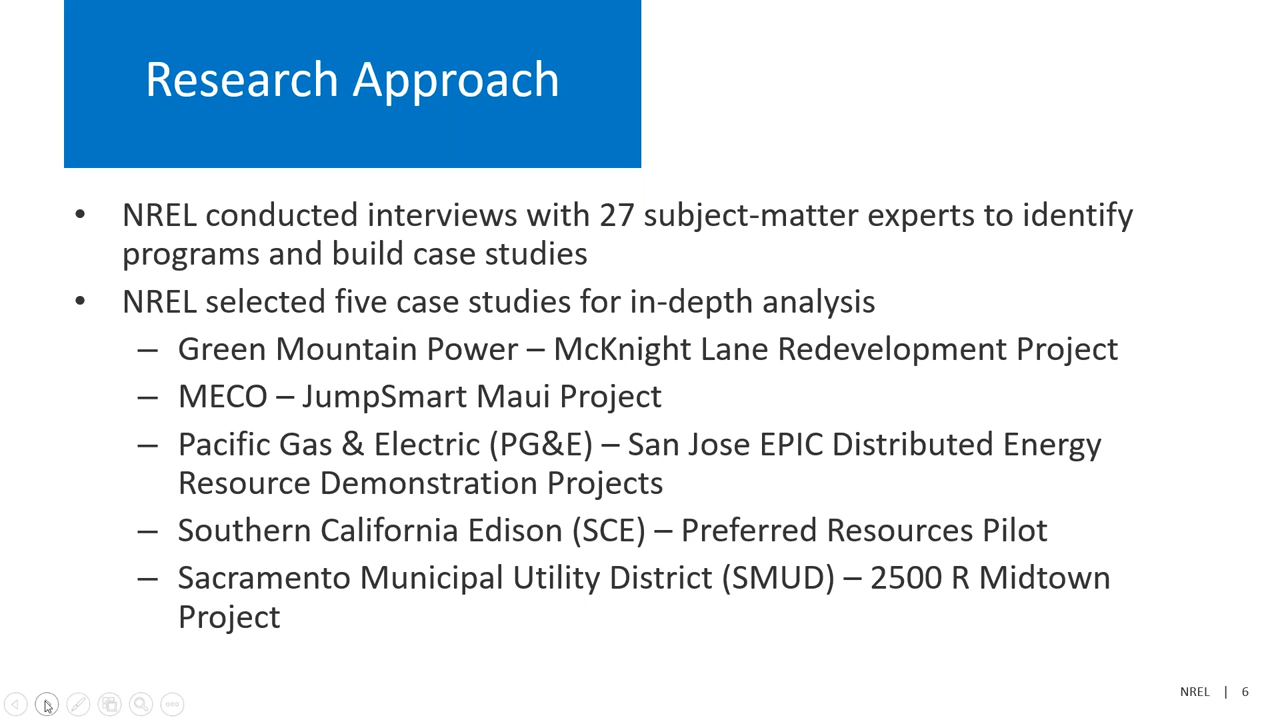 Research Approach
• NREL conducted interviews with 27 subject-matter experts to identify
programs and build case studies
• NREL selected five case studies for in-depth analysis
– Green Mountain Power – McKnight Lane Redevelopment Project
– MECO – JumpSmart Maui Project
– Pacific Gas & Electric (PG&E) – San Jose EPIC Distributed Energy
Resource Demonstration Projects
– Southern California Edison (SCE) – Preferred Resources Pilot
– Sacramento Municipal Utility District (SMUD) – 2500 R Midtown
Project
NREL | 6